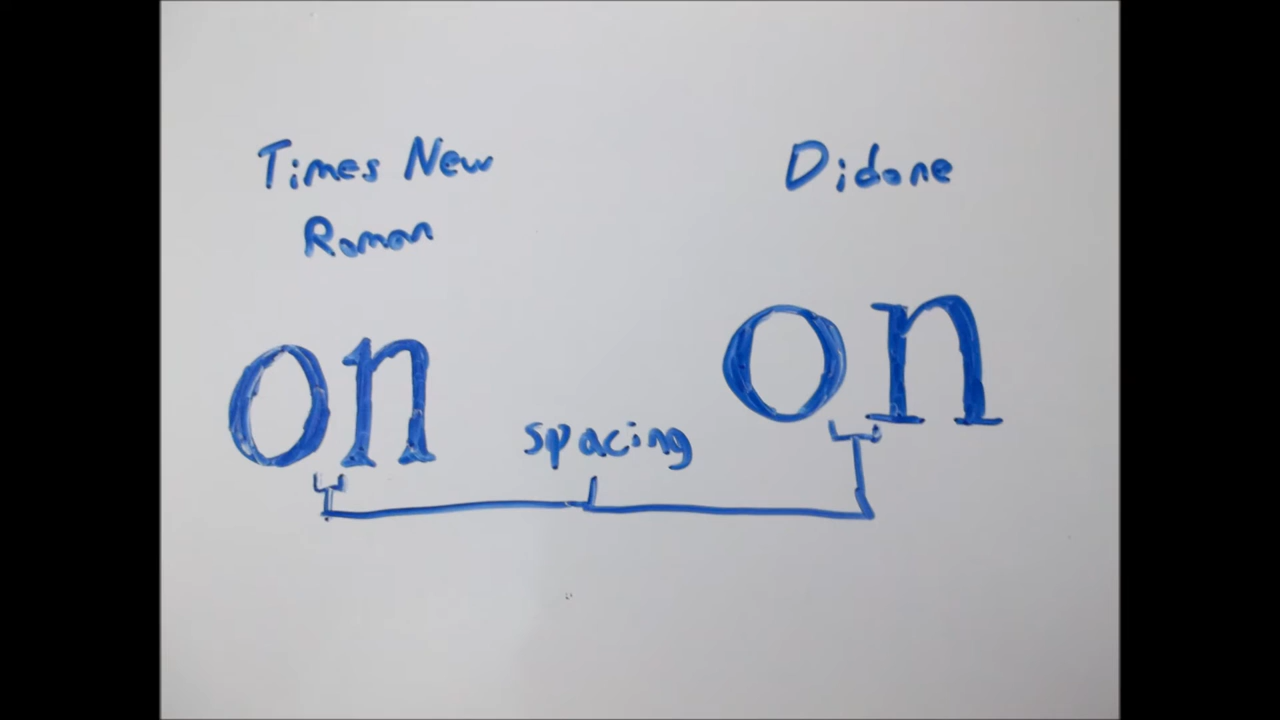 Times New
Roman
Didone
on
on
spacing